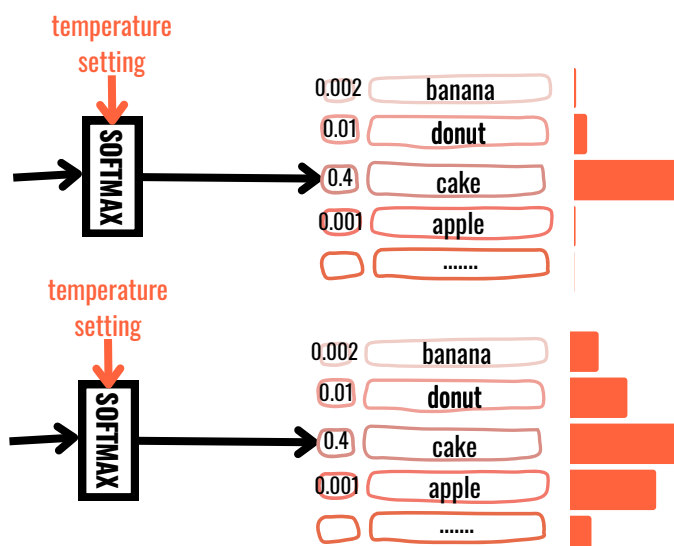 temperature
setting
SOFTMAX
0.002 banana
0.01 donut
0.4 cake
0.001 apple
.......
temperature
setting
SOFTMAX
0.002 banana
0.01 donut
0.4 cake
0.001 apple
.......